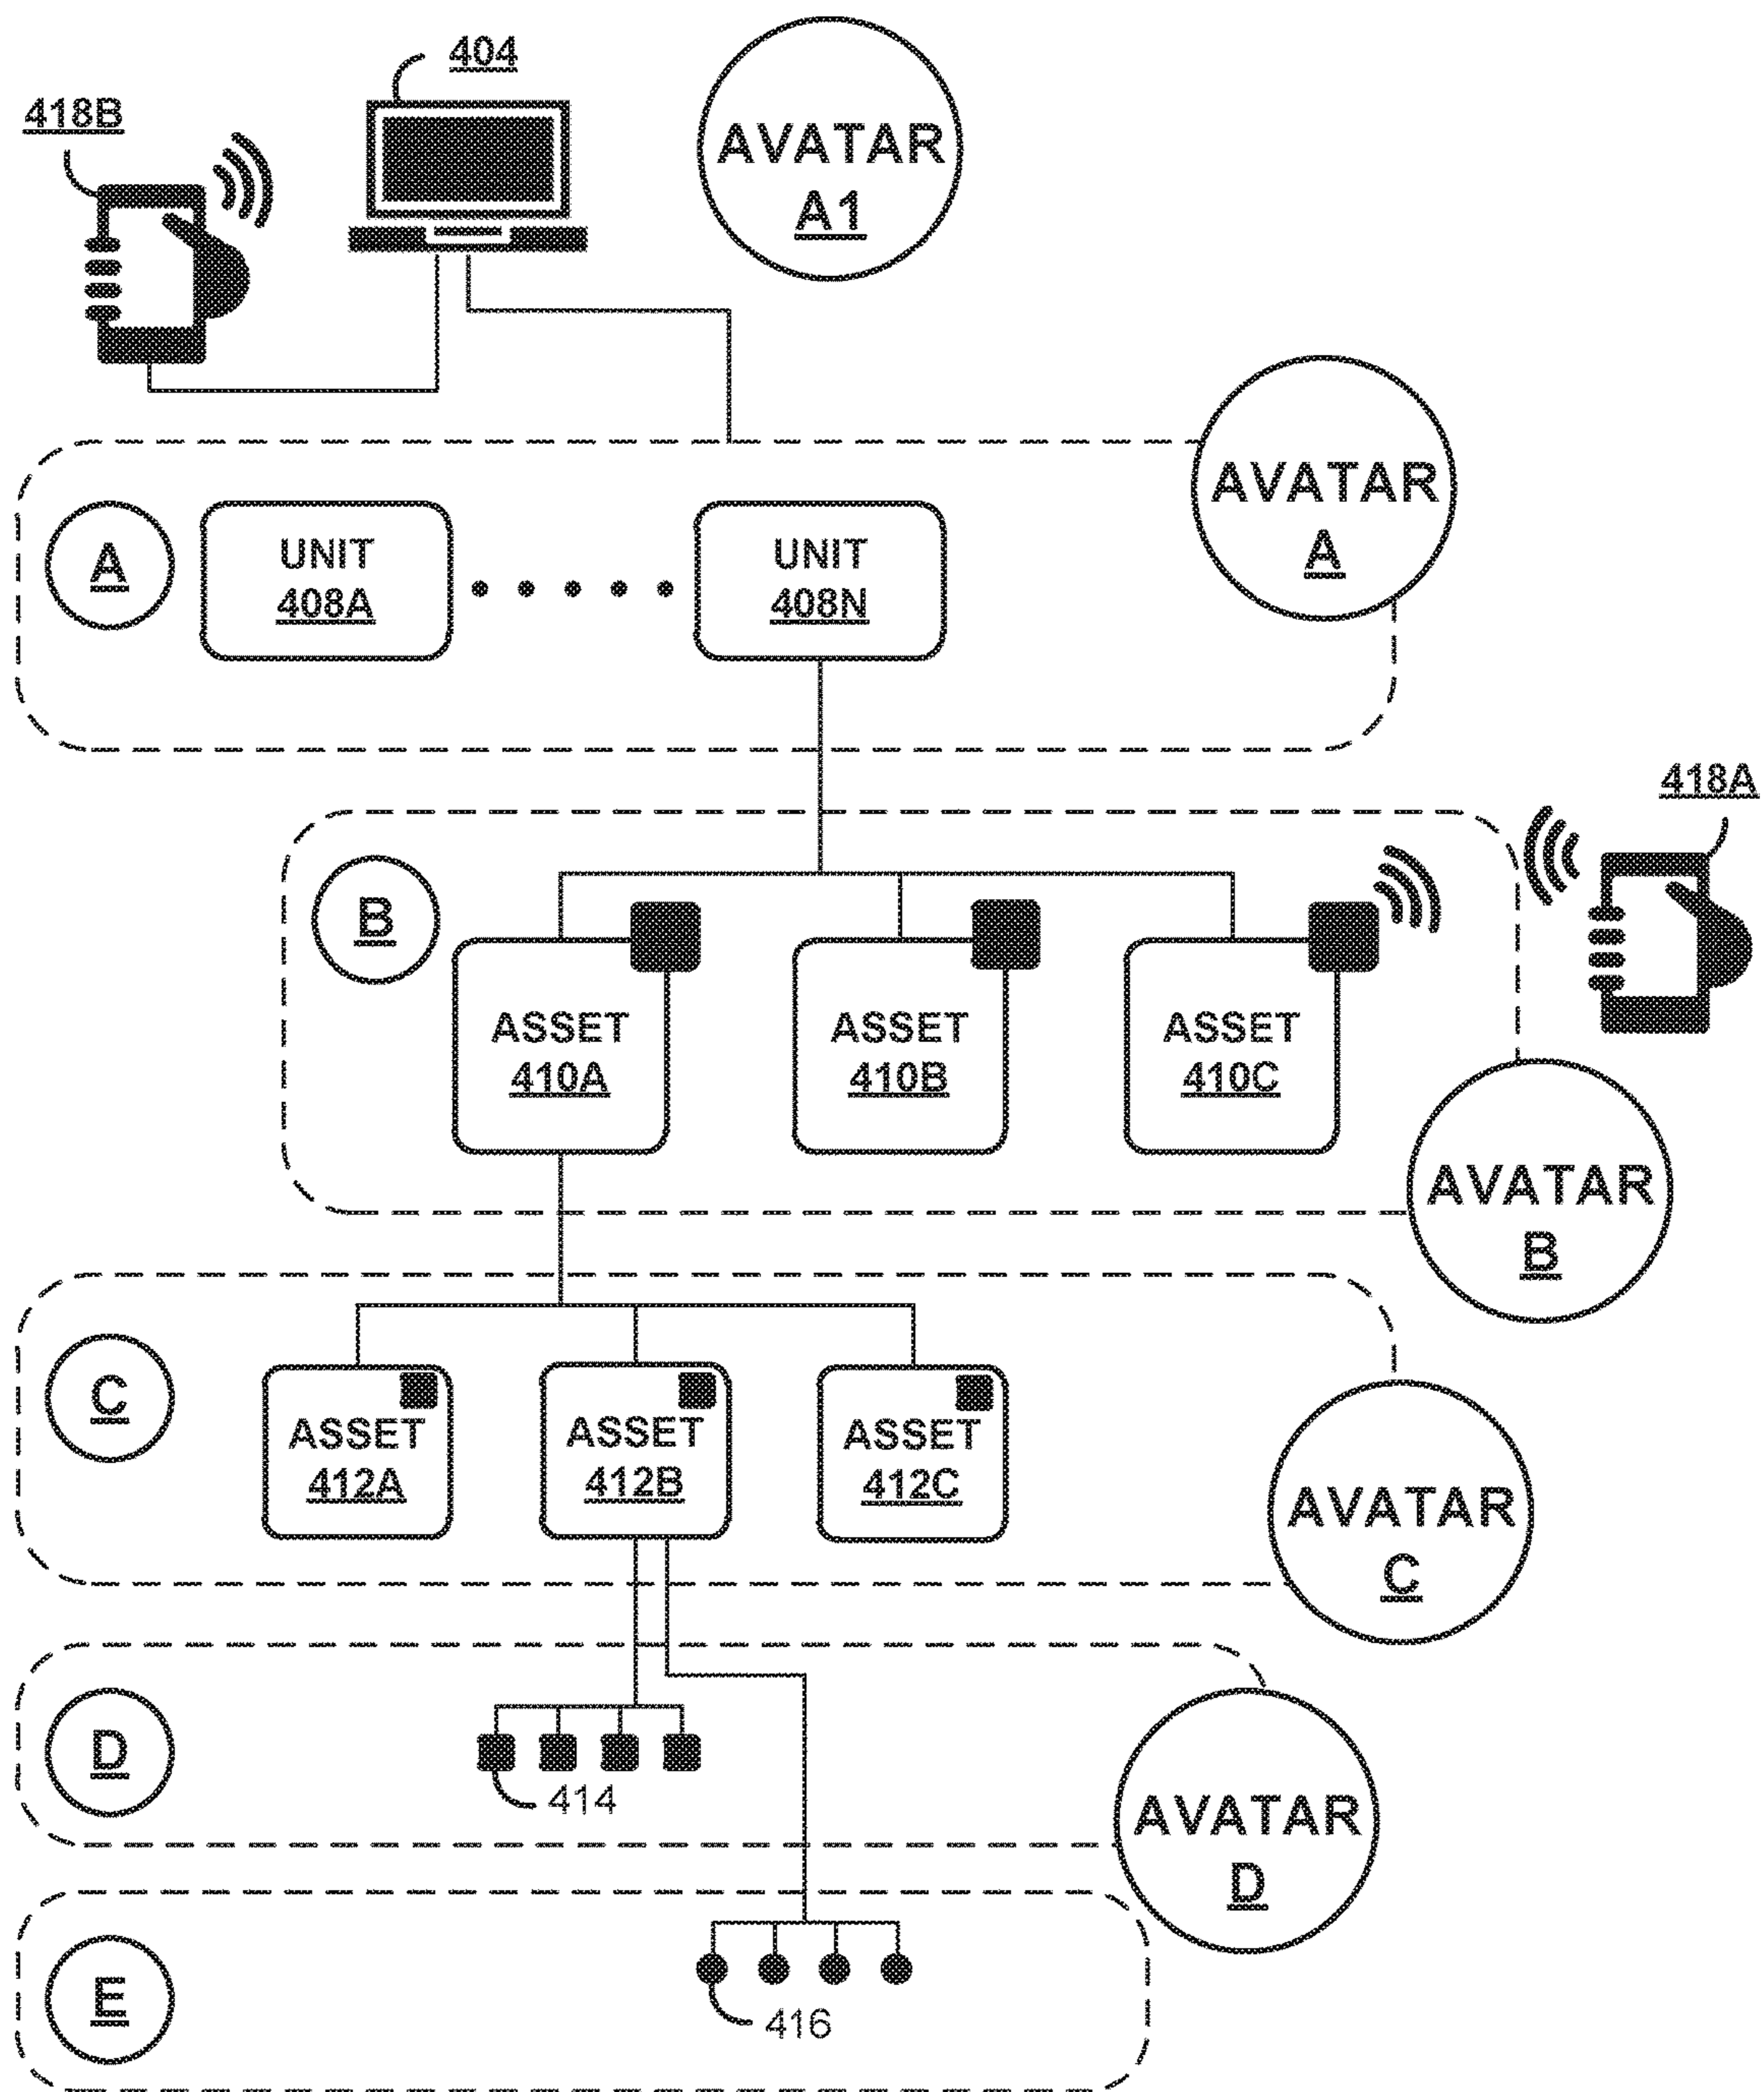 404
418B
AVATAR
A1
AVATAR
A
A
UNIT
408A
UNIT
408N
418A
B
ASSET
410A
ASSET
410B
ASSET
410C
AVATAR
B
C
ASSET
412A
ASSET
412B
ASSET
412C
AVATAR
C
D
414
AVATAR
D
E
416